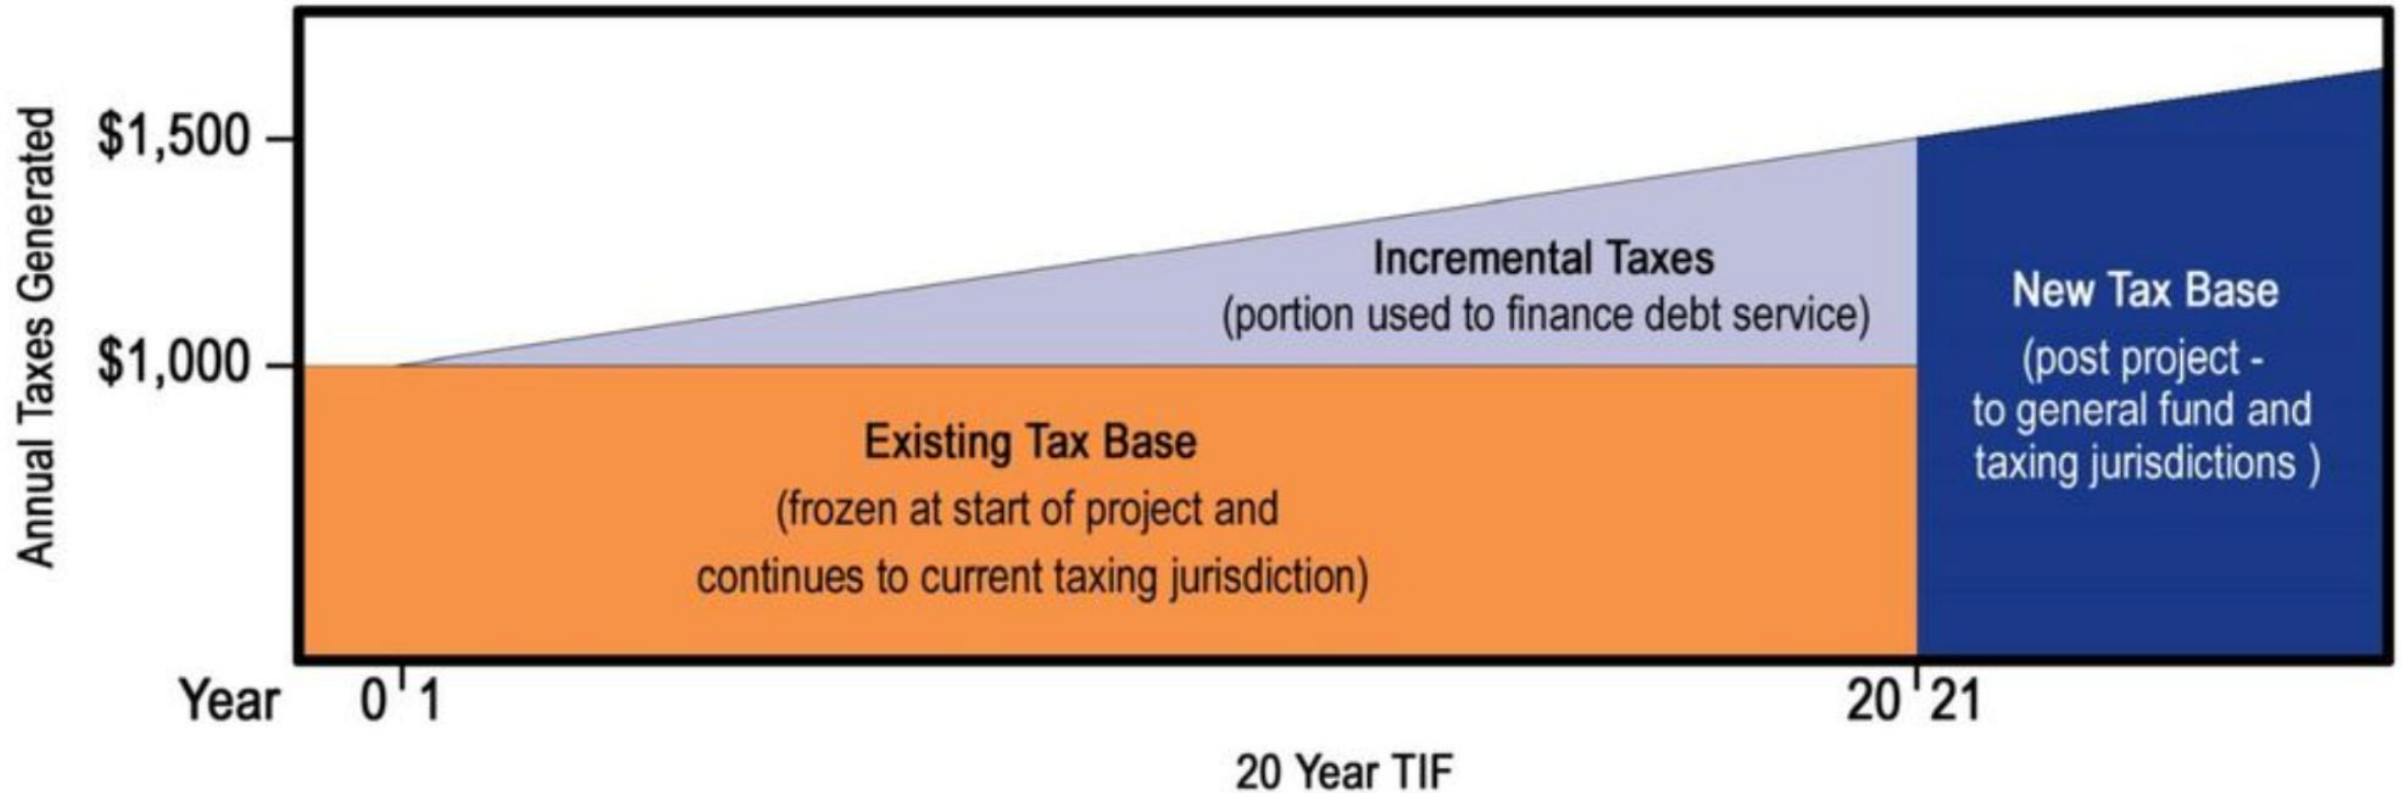 Annual Taxes Generated
$1,500
$1,000
Incremental Taxes
(portion used to finance debt service)
New Tax Base
(post project -
to general fund and
taxing jurisdictions )
Existing Tax Base
(frozen at start of project and
continues to current taxing jurisdiction)
Year 0 1 20 21
20 Year TIF